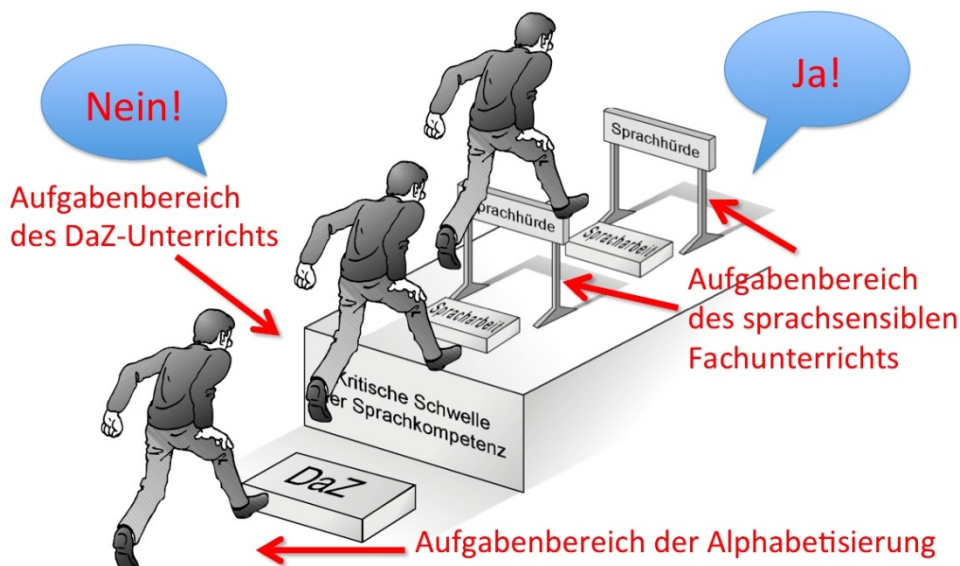 Nein!
Ja!
Sprachhürde
Aufgabenbereich
des DaZ-Unterrichts
Sprachhürde
Spracharbeit
Aufgabenbereich
des sprachsensiblen
Fachunterrichts
Spracharbeit
Kritische Schwelle
der Sprachkompetenz
DaZ
Aufgabenbereich der Alphabetisierung